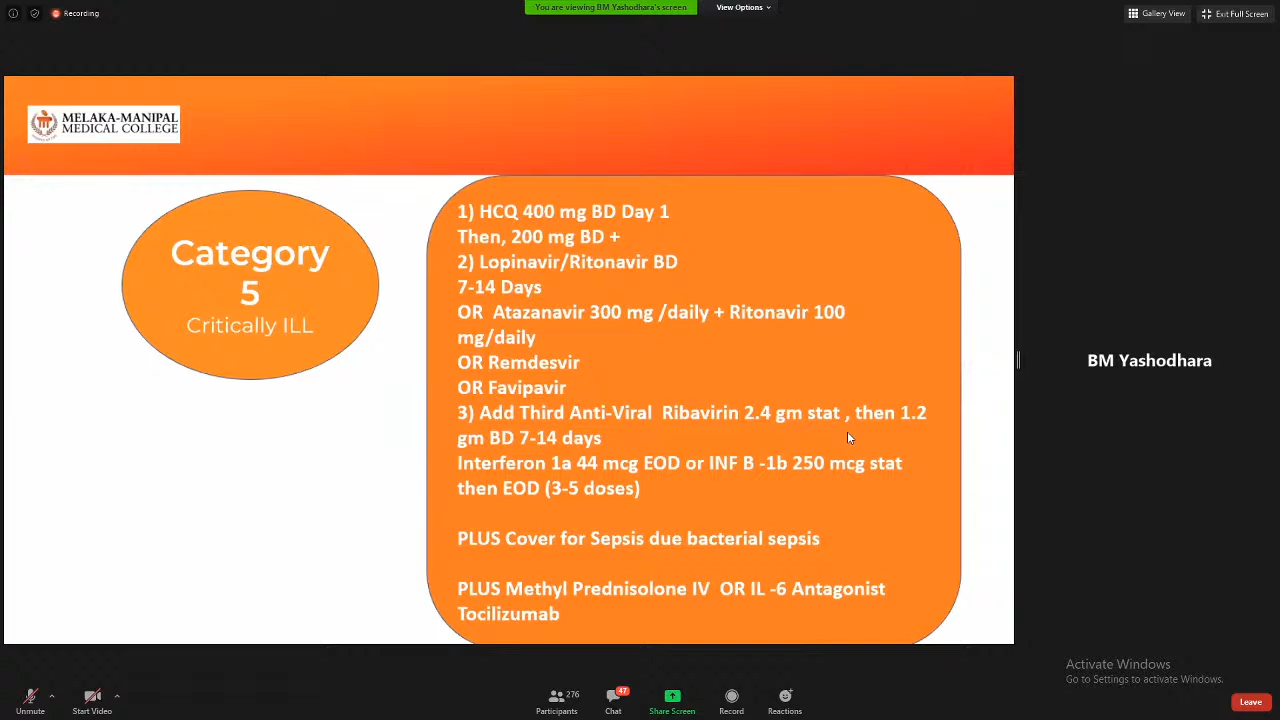 Recording
You are viewing BM Yashodhara's screen
View Options
Gallery View
Exit Full Screen
MELAKA-MANIPAL
MEDICAL COLLEGE
Category
5
Critically ILL
1) HCQ 400 mg BD Day 1
Then, 200 mg BD +
2) Lopinavir/Ritonavir BD
7-14 Days
OR Atazanavir 300 mg /daily + Ritonavir 100
mg/daily
OR Remdesvir
OR Favipavir
3) Add Third Anti-Viral Ribavirin 2.4 gm stat , then 1.2
gm BD 7-14 days
Interferon 1a 44 mcg EOD or INF B -1b 250 mcg stat
then EOD (3-5 doses)
PLUS Cover for Sepsis due bacterial sepsis
PLUS Methyl Prednisolone IV OR IL -6 Antagonist
Tocilizumab
BM Yashodhara
Activate Windows
Go to Settings to activate Windows.
Unmute
Start Video
276
Participants
47
Chat
Share Screen
Record
Reactions
Leave